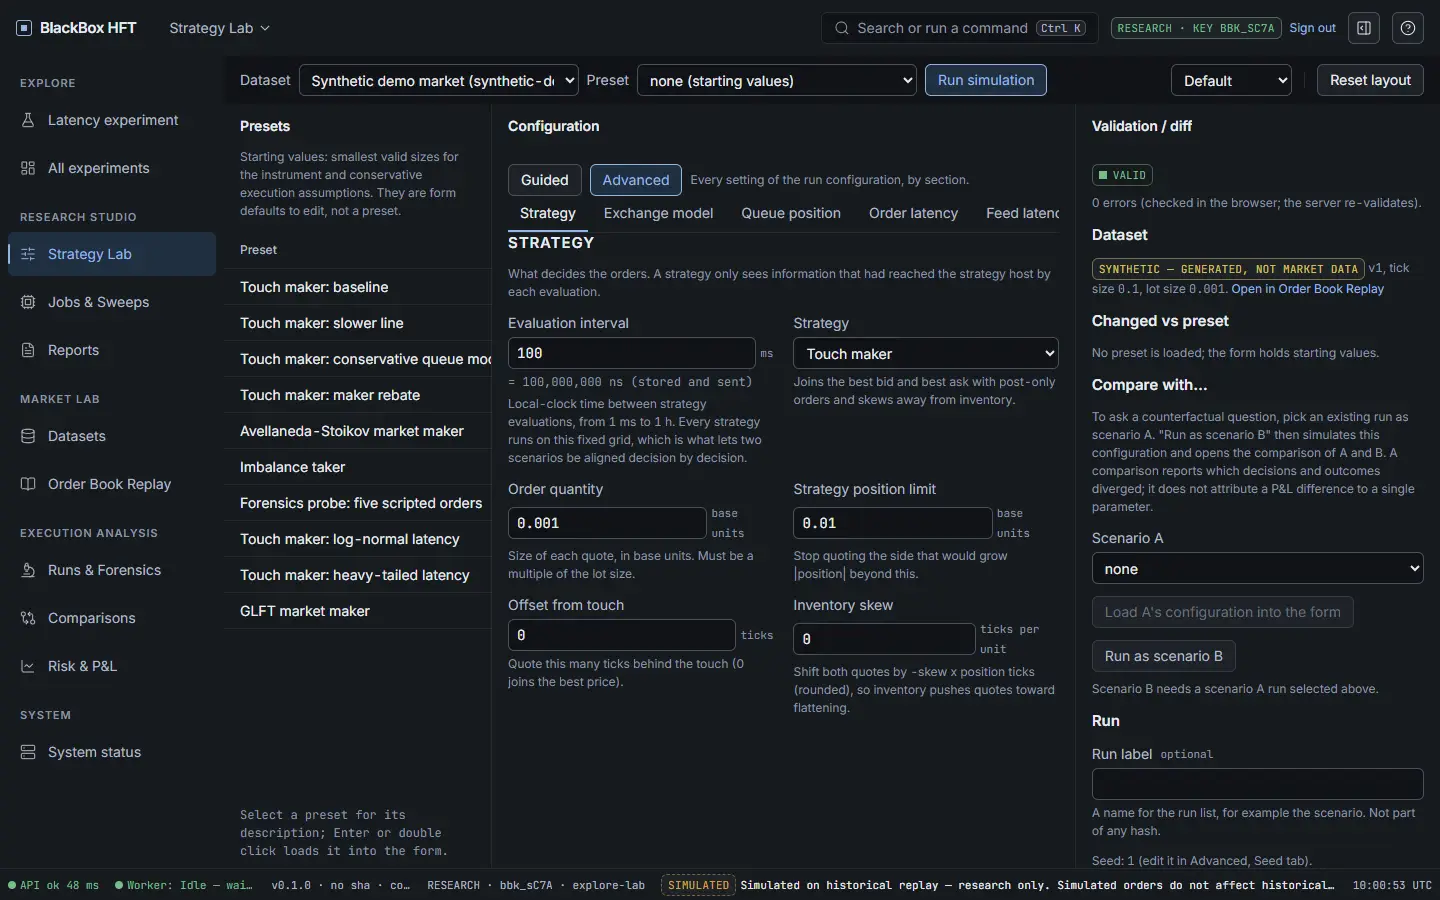 BlackBox HFT
Strategy Lab
Search or run a command Ctrl K
RESEARCH · KEY BBK_SC7A
Sign out
EXPLORE
Latency experiment
All experiments
RESEARCH STUDIO
Strategy Lab
Jobs & Sweeps
Reports
MARKET LAB
Datasets
Order Book Replay
EXECUTION ANALYSIS
Runs & Forensics
Comparisons
Risk & P&L
SYSTEM
System status
Dataset
Synthetic demo market (synthetic-de
Preset
none (starting values)
Run simulation
Default
Reset layout
Presets
Starting values: smallest valid sizes for
the instrument and conservative
execution assumptions. They are form
defaults to edit, not a preset.
Preset
Touch maker: baseline
Touch maker: slower line
Touch maker: conservative queue mod
Touch maker: maker rebate
Avellaneda-Stoikov market maker
Imbalance taker
Forensics probe: five scripted orders
Touch maker: log-normal latency
Touch maker: heavy-tailed latency
GLFT market maker
Select a preset for its
description; Enter or double
click loads it into the form.
Configuration
Guided
Advanced
Every setting of the run configuration, by section.
Strategy
Exchange model
Queue position
Order latency
Feed latenc
STRATEGY
What decides the orders. A strategy only sees information that had reached the strategy host by
each evaluation.
Evaluation interval
100 ms
= 100,000,000 ns (stored and sent)
Local-clock time between strategy
evaluations, from 1 ms to 1 h. Every strategy
runs on this fixed grid, which is what lets two
scenarios be aligned decision by decision.
Strategy
Touch maker
Joins the best bid and best ask with post-only
orders and skews away from inventory.
Order quantity
0.001 base
units
Size of each quote, in base units. Must be a
multiple of the lot size.
Strategy position limit
0.01 base
units
Stop quoting the side that would grow
|position| beyond this.
Offset from touch
0 ticks
Quote this many ticks behind the touch (0
joins the best price).
Inventory skew
0 ticks per
unit
Shift both quotes by -skew x position ticks
(rounded), so inventory pushes quotes toward
flattening.
Validation / diff
VALID
0 errors (checked in the browser; the server re-validates).
Dataset
SYNTHETIC — GENERATED, NOT MARKET DATA v1, tick
size 0.1, lot size 0.001. Open in Order Book Replay
Changed vs preset
No preset is loaded; the form holds starting values.
Compare with…
To ask a counterfactual question, pick an existing run as
scenario A. "Run as scenario B" then simulates this
configuration and opens the comparison of A and B. A
comparison reports which decisions and outcomes
diverged; it does not attribute a P&L difference to a single
parameter.
Scenario A
none
Load A's configuration into the form
Run as scenario B
Scenario B needs a scenario A run selected above.
Run
Run label optional
A name for the run list, for example the scenario. Not part
of any hash.
Seed: 1 (edit it in Advanced, Seed tab).
API ok 48 ms
Worker: Idle — wai…
v0.1.0 · no sha · co…
RESEARCH · bbk_sC7A · explore-lab
SIMULATED
Simulated on historical replay — research only. Simulated orders do not affect historical…
10:00:53 UTC